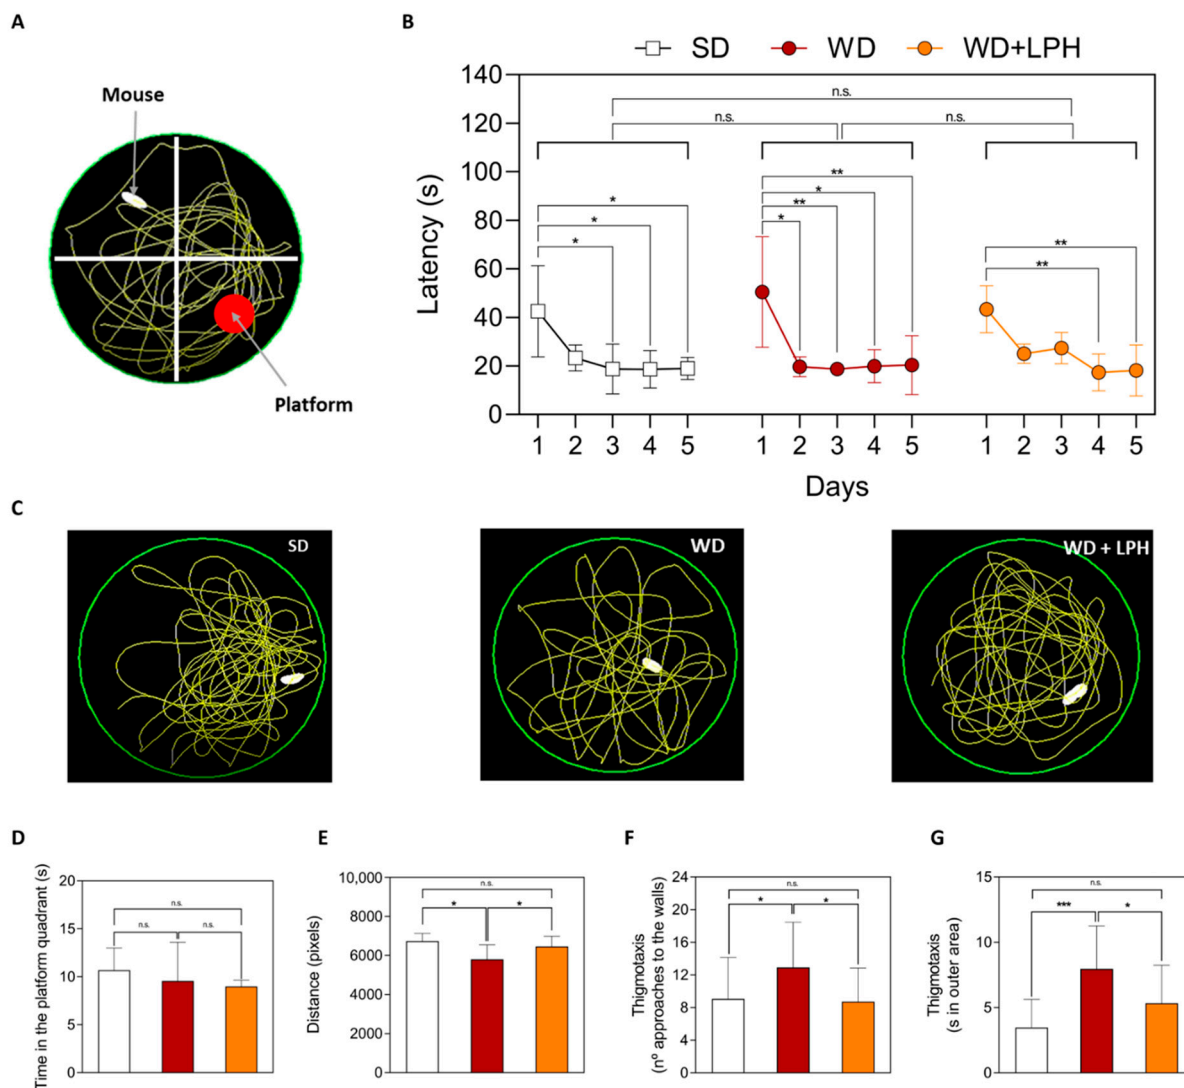 A
Mouse
Platform
B
SD WD WD+LPH
Latency (s)
140
120
100
80
60
40
20
0
n.s.
n.s. n.s.
* * *
* ** * **
** **
1 2 3 4 5 1 2 3 4 5 1 2 3 4 5
Days
C
SD
WD
WD + LPH
D
Time in the platform quadrant (s)
20
15
10
5
0
n.s.
n.s. n.s.
E
Distance (pixels)
10,000
8000
6000
4000
2000
0
n.s.
* *
F
Thigmotaxis
(nº approaches to the walls)
24
20
16
12
8
4
0
n.s.
* *
G
Thigmotaxis
(s in outer area)
15
10
5
0
n.s.
*** *